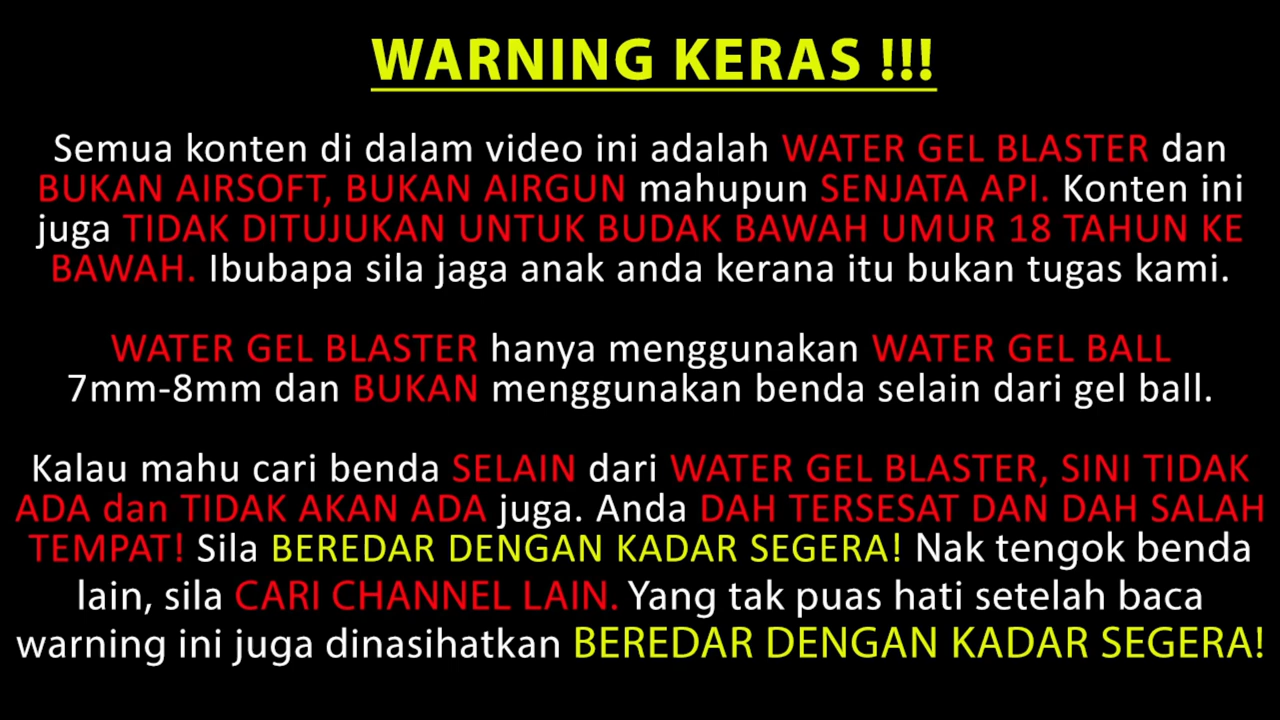 WARNING KERAS !!!
Semua konten di dalam video ini adalah WATER GEL BLASTER dan
BUKAN AIRSOFT, BUKAN AIRGUN mahupun SENJATA API. Konten ini
juga TIDAK DITUJUKAN UNTUK BUDAK BAWAH UMUR 18 TAHUN KE
BAWAH. Ibubapa sila jaga anak anda kerana itu bukan tugas kami.
WATER GEL BLASTER hanya menggunakan WATER GEL BALL
7mm-8mm dan BUKAN menggunakan benda selain dari gel ball.
Kalau mahu cari benda SELAIN dari WATER GEL BLASTER, SINI TIDAK
ADA dan TIDAK AKAN ADA juga. Anda DAH TERSESAT DAN DAH SALAH
TEMPAT! Sila BEREDAR DENGAN KADAR SEGERA! Nak tengok benda
lain, sila CARI CHANNEL LAIN. Yang tak puas hati setelah baca
warning ini juga dinasihatkan BEREDAR DENGAN KADAR SEGERA!